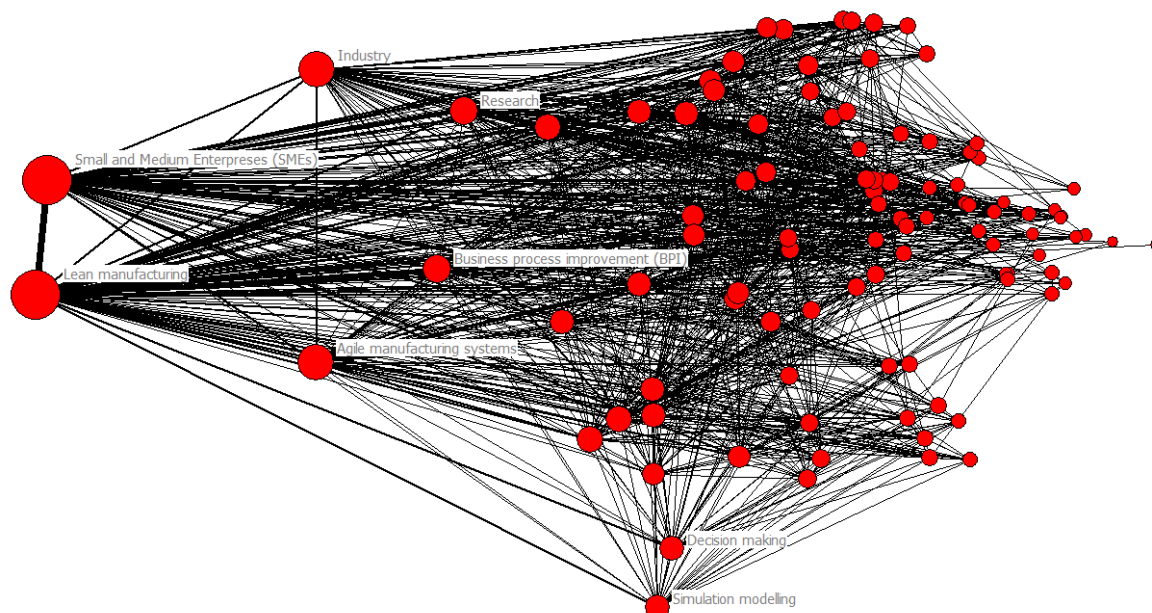 Industry
Research
Small and Medium Enterpreses (SMEs)
Business process improvement (BPI)
Lean manufacturing
Agile manufacturing systems
Decision making
Simulation modelling